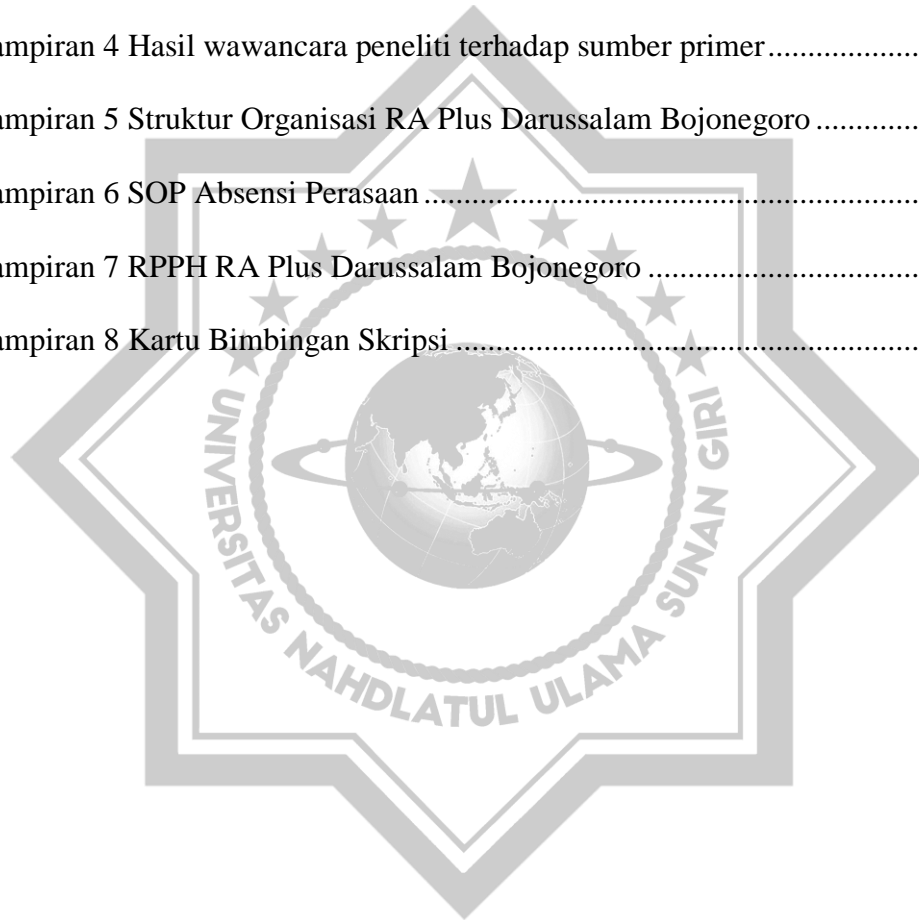 ampiran 4 Hasil wawancara peneliti terhadap sumber primer...................
ampiran 5 Struktur Organisasi RA Plus Darussalam Bojonegoro .............
ampiran 6 SOP Absensi Perasaan ..............................................................
ampiran 7 RPPH RA Plus Darussalam Bojonegoro ..................................
ampiran 8 Kartu Bimbingan Skripsi ..........................................................
UNIVERSITAS NAHDLATUL ULAMA SUNAN GIRI